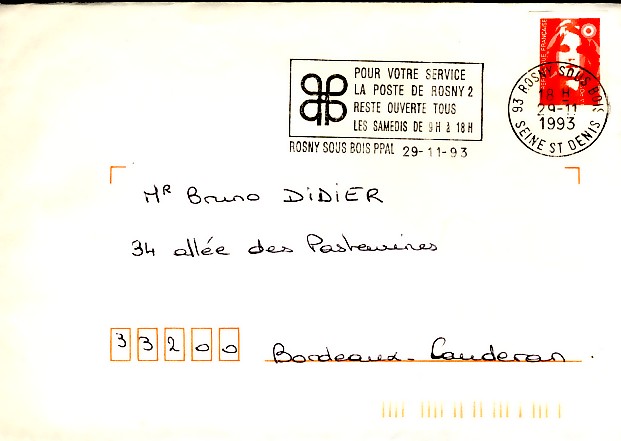 POUR VOTRE SERVICE
LA POSTE DE ROSNY 2
RESTE OUVERTE TOUS
LES SAMEDIS DE 9H à 18H
ROSNY SOUS BOIS PPAL 29-11-93
93 ROSNY SOUS BOIS
18 H
29-11
1993
SEINE ST DENIS
Mr Bruno DiDiER
34 allée des
33200 Bordeaux-Cauderan.